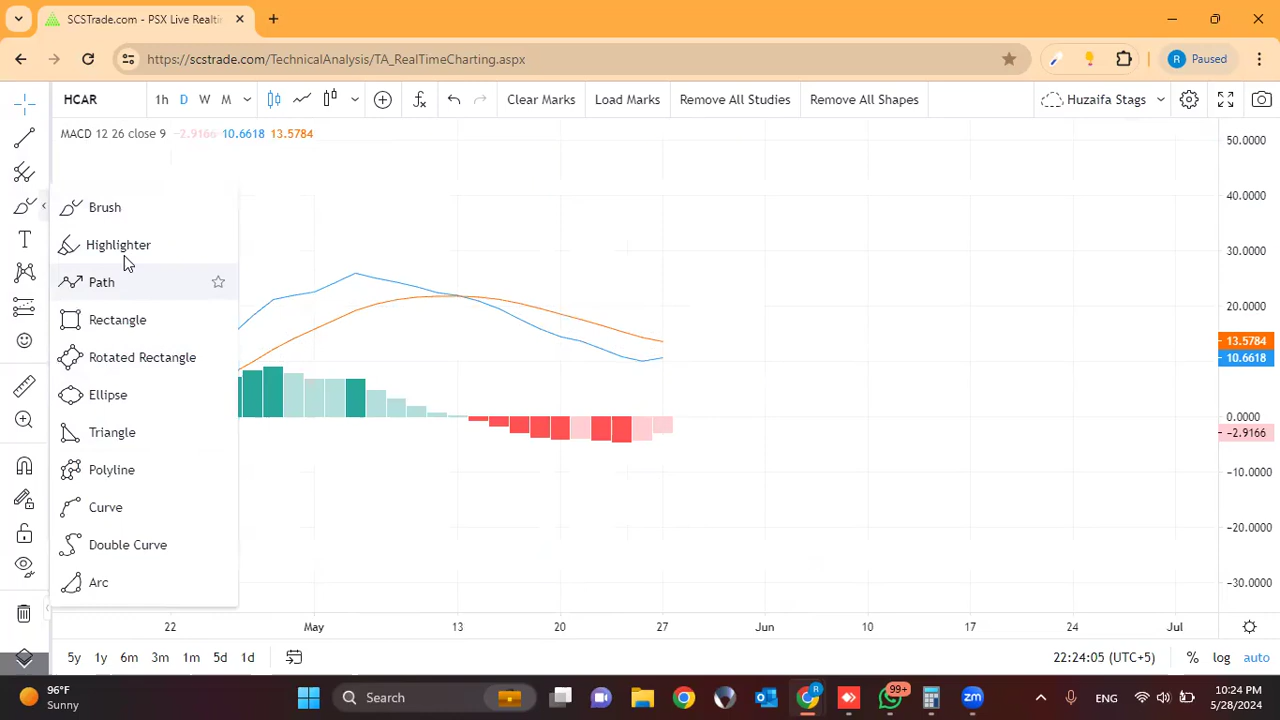 SCSTrade.com - PSX Live Realtim
https://scstrade.com/TechnicalAnalysis/TA_RealTimeCharting.aspx
R Paused
HCAR 1h D W M Clear Marks Load Marks Remove All Studies Remove All Shapes Huzaifa Stags
MACD 12 26 close 9 -2.9166 10.6618 13.5784
50.0000
40.0000
30.0000
20.0000
13.5784
10.6618
0.0000
-2.9166
-10.0000
-20.0000
-30.0000
Brush
Highlighter
Path
Rectangle
Rotated Rectangle
Ellipse
Triangle
Polyline
Curve
Double Curve
Arc
22 May 13 20 27 Jun 10 17 24 Jul
5y 1y 6m 3m 1m 5d 1d 22:24:05 (UTC+5) % log auto
96°F
Sunny
Search
R
99+
zm
ENG
10:24 PM
5/28/2024